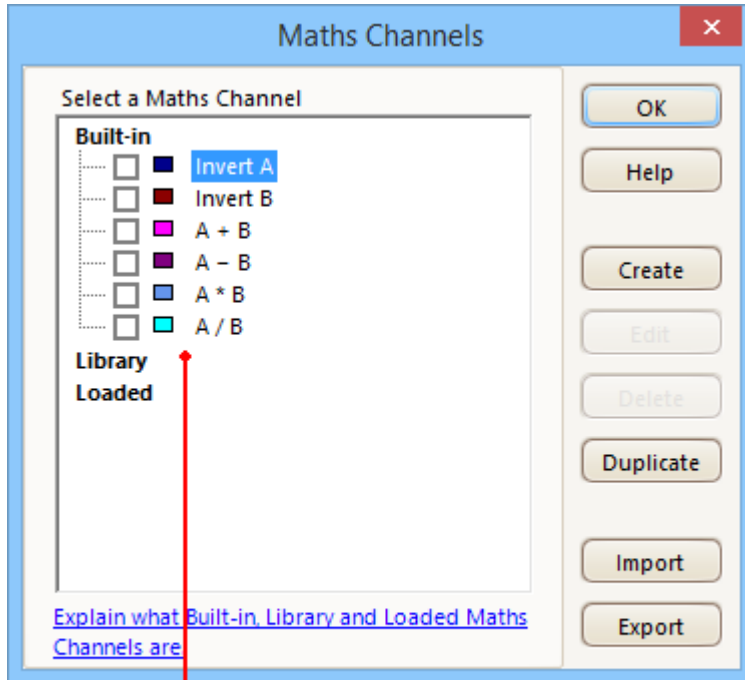 Maths Channels
Select a Maths Channel
Built-in
Invert A
Invert B
A + B
A − B
A * B
A / B
Library
Loaded
Explain what Built-in, Library and Loaded Maths
Channels are
OK
Help
Create
Edit
Delete
Duplicate
Import
Export